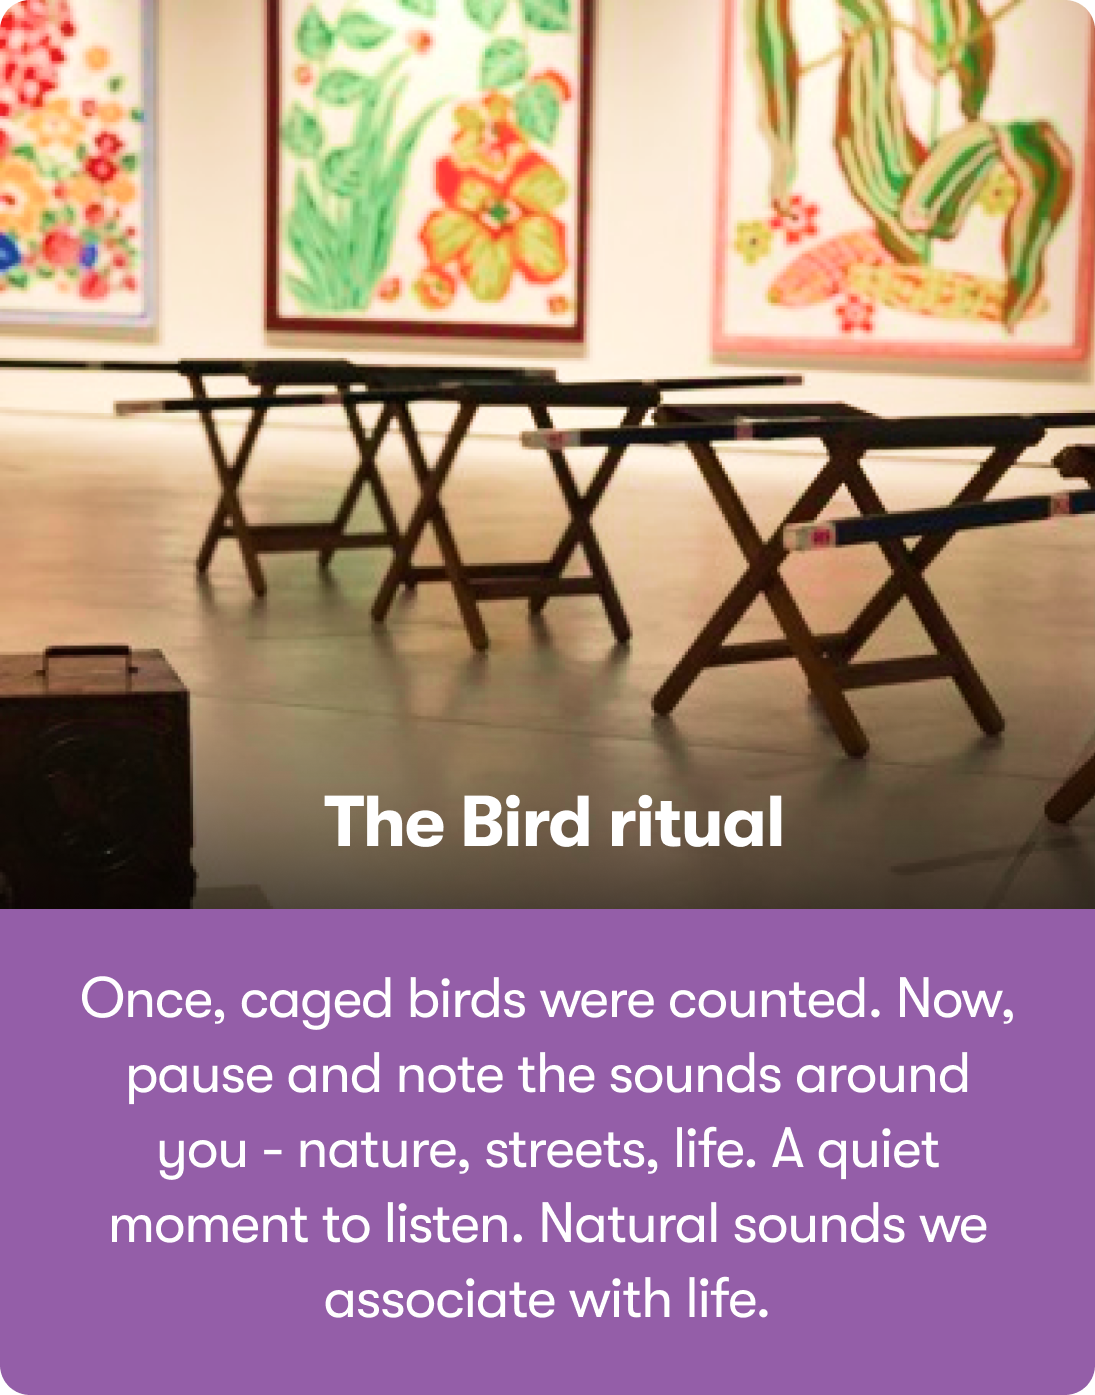 The Bird ritual
Once, caged birds were counted. Now,
pause and note the sounds around
you - nature, streets, life. A quiet
moment to listen. Natural sounds we
associate with life.